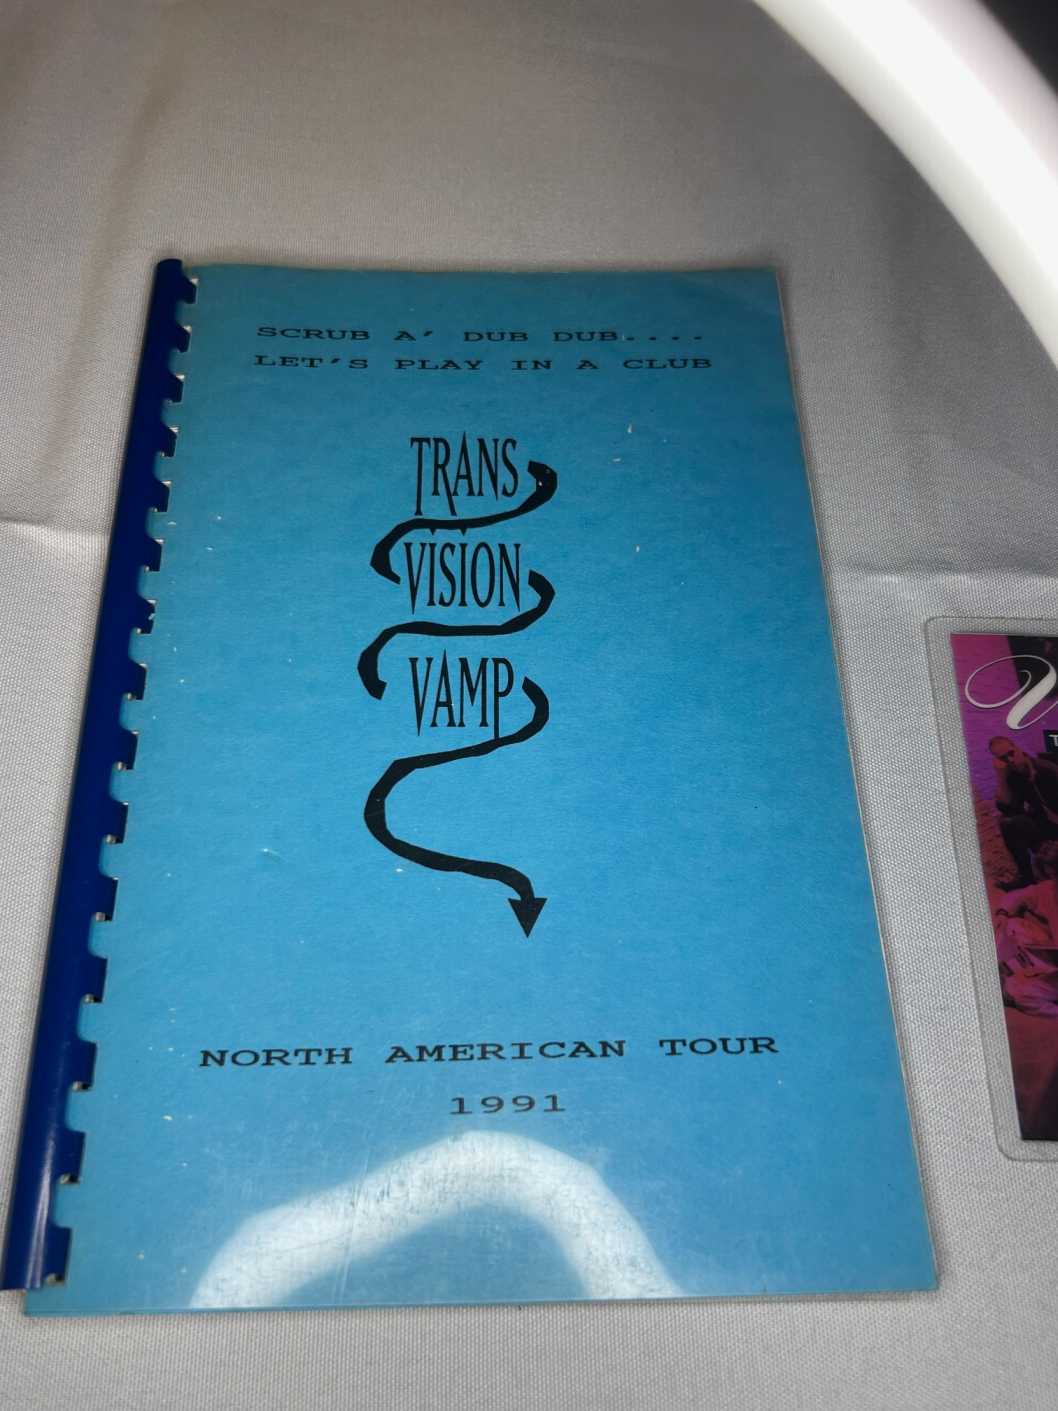 SCRUB A' DUB DUB....
LET'S PLAY IN A CLUB
TRANS
VISION
VAMP
NORTH AMERICAN TOUR
1991